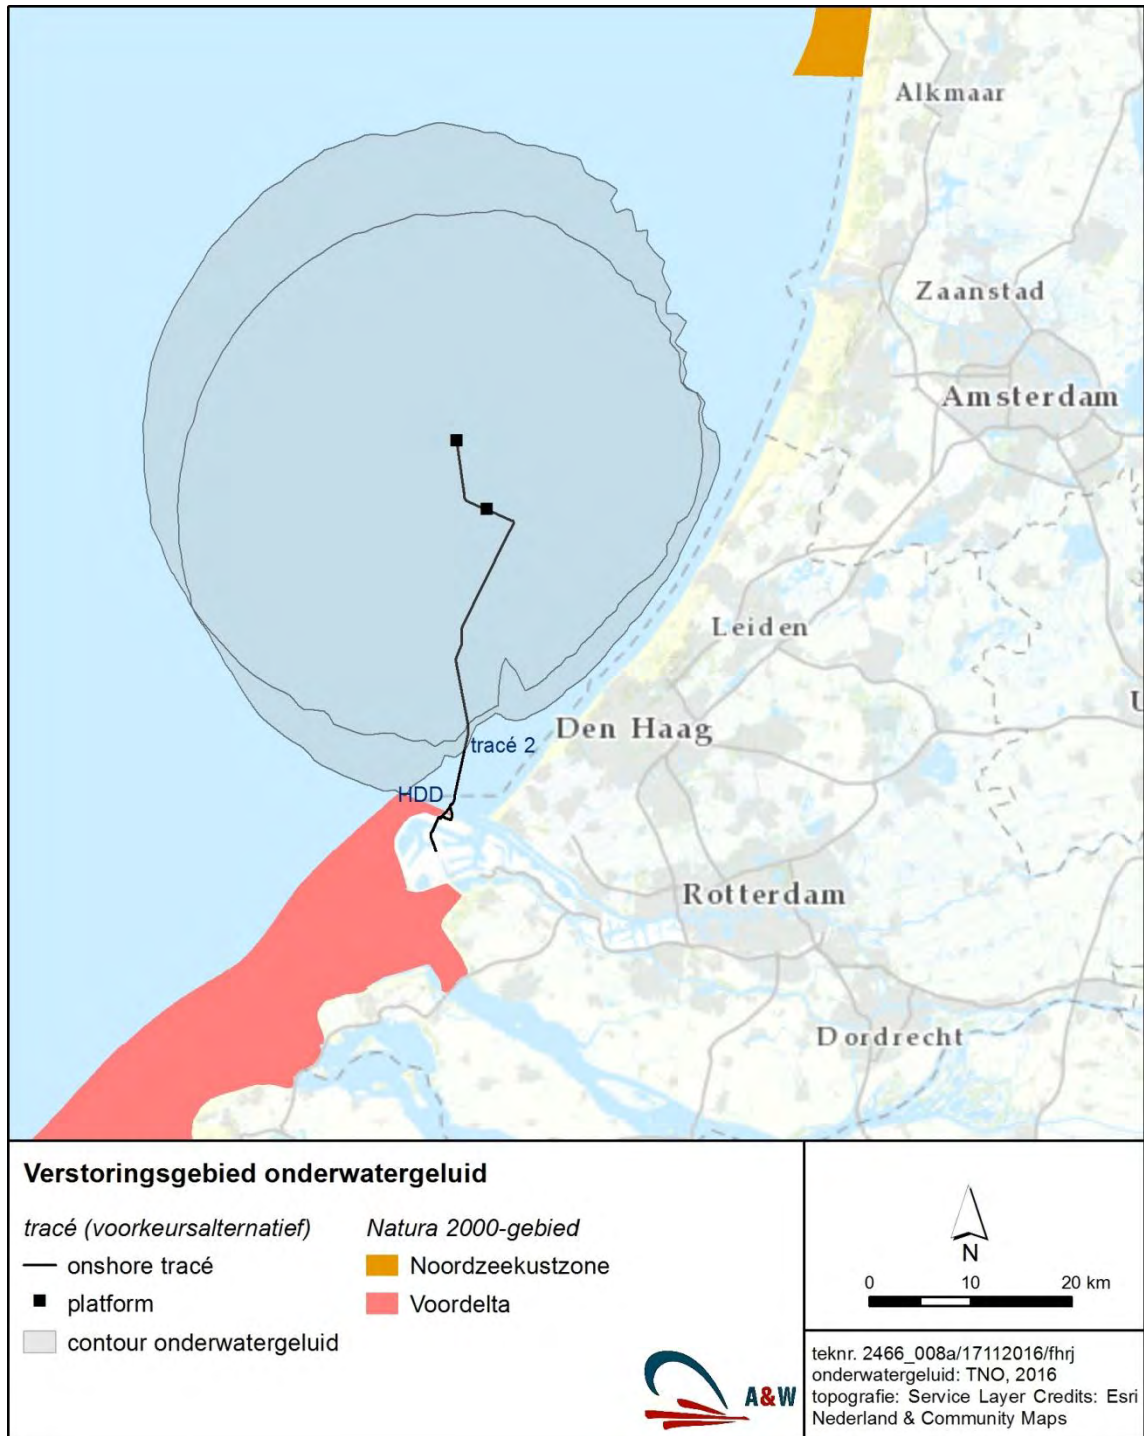 Alkmaar
Zaanstad
Amsterdam
Leiden
U
Den Haag
tracé 2
HDD
Rotterdam
Dordrecht
Verstoringsgebied onderwatergeluid
tracé (voorkeursalternatief)
onshore tracé
platform
contour onderwatergeluid
Natura 2000-gebied
Noordzeekustzone
Voordelta
A&W
N
0 10 20 km
teknr. 2466_008a/17112016/fhrj
onderwatergeluid: TNO, 2016
topografie: Service Layer Credits: Esri
Nederland & Community Maps